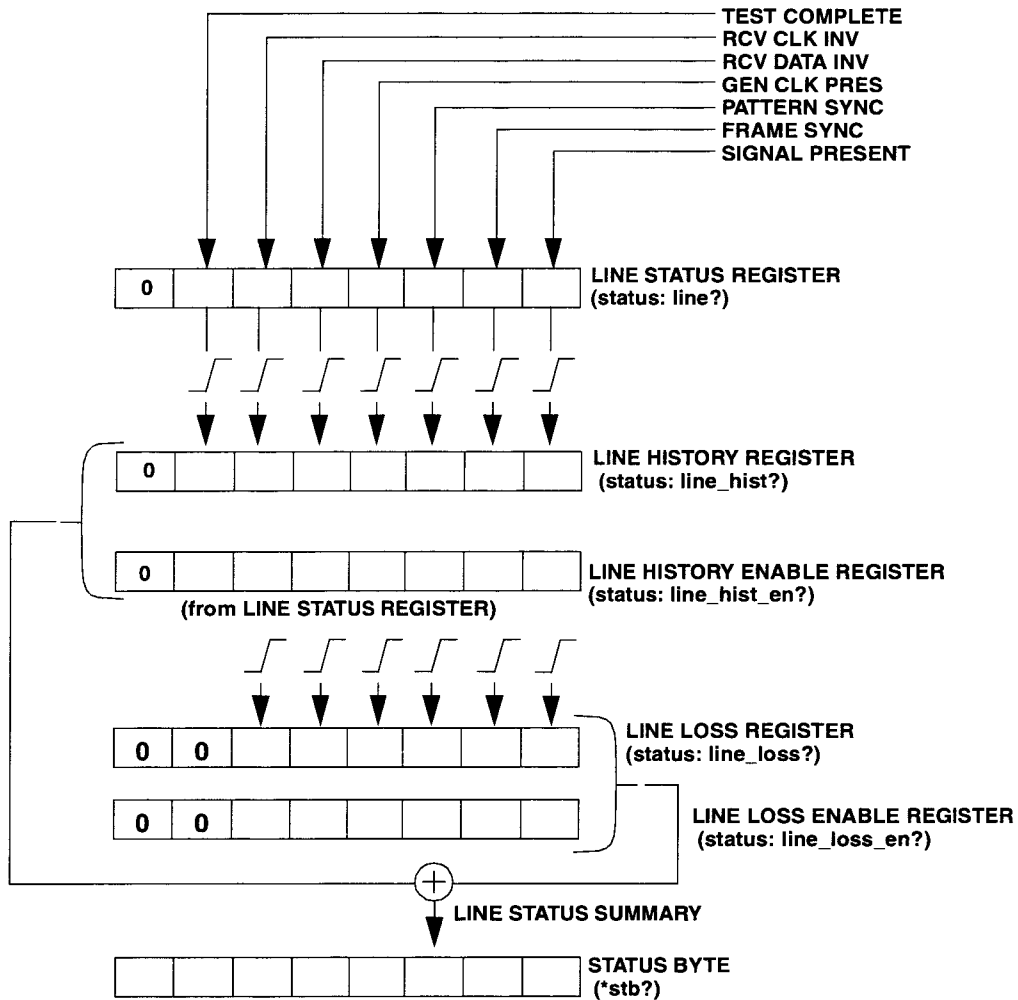 TEST COMPLETE
RCV CLK INV
RCV DATA INV
GEN CLK PRES
PATTERN SYNC
FRAME SYNC
SIGNAL PRESENT
0
LINE STATUS REGISTER
(status: line?)
0
LINE HISTORY REGISTER
(status: line_hist?)
0
LINE HISTORY ENABLE REGISTER
(status: line_hist_en?)
(from LINE STATUS REGISTER)
0 0
LINE LOSS REGISTER
(status: line_loss?)
0 0
LINE LOSS ENABLE REGISTER
(status: line_loss_en?)
+
LINE STATUS SUMMARY
STATUS BYTE
(*stb?)